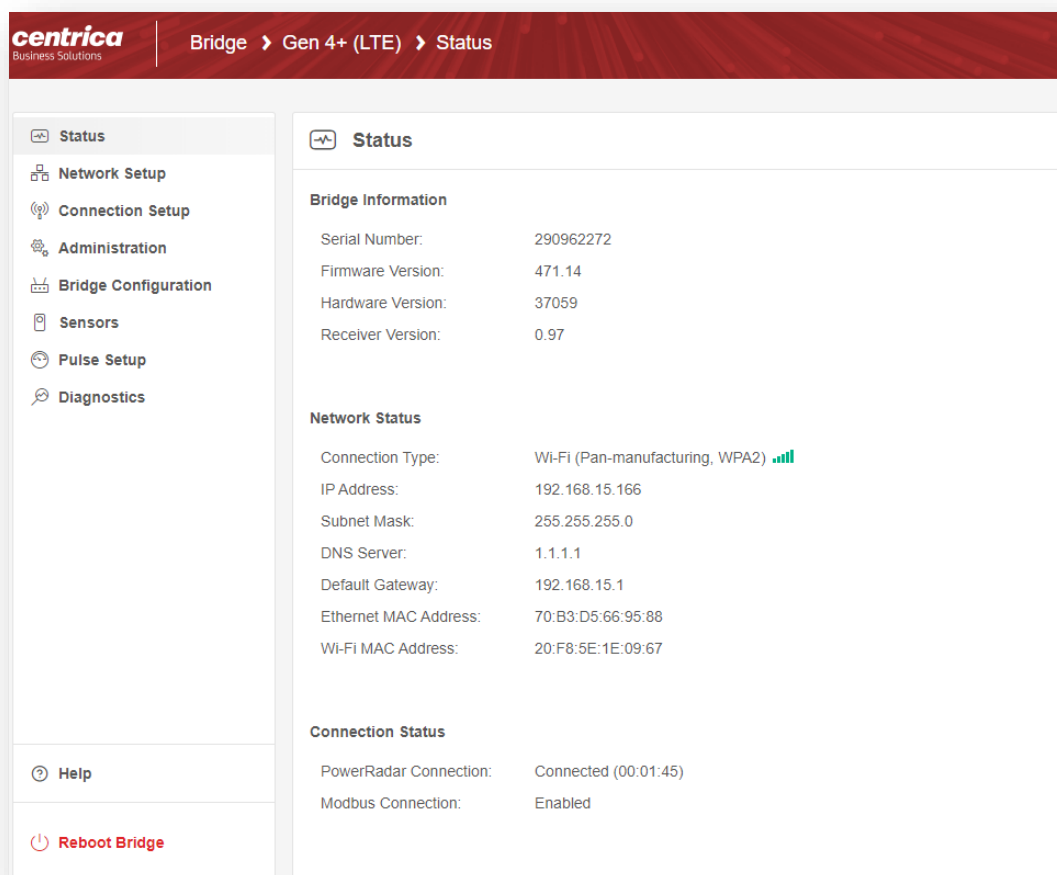 centrica
Business Solutions
Bridge > Gen 4+ (LTE) > Status
Status
Network Setup
Connection Setup
Administration
Bridge Configuration
Sensors
Pulse Setup
Diagnostics
Help
Reboot Bridge
Status
Bridge Information
Serial Number: 290962272
Firmware Version: 471.14
Hardware Version: 37059
Receiver Version: 0.97
Network Status
Connection Type: Wi-Fi (Pan-manufacturing, WPA2)
IP Address: 192.168.15.166
Subnet Mask: 255.255.255.0
DNS Server: 1.1.1.1
Default Gateway: 192.168.15.1
Ethernet MAC Address: 70:B3:D5:66:95:88
Wi-Fi MAC Address: 20:F8:5E:1E:09:67
Connection Status
PowerRadar Connection: Connected (00:01:45)
Modbus Connection: Enabled